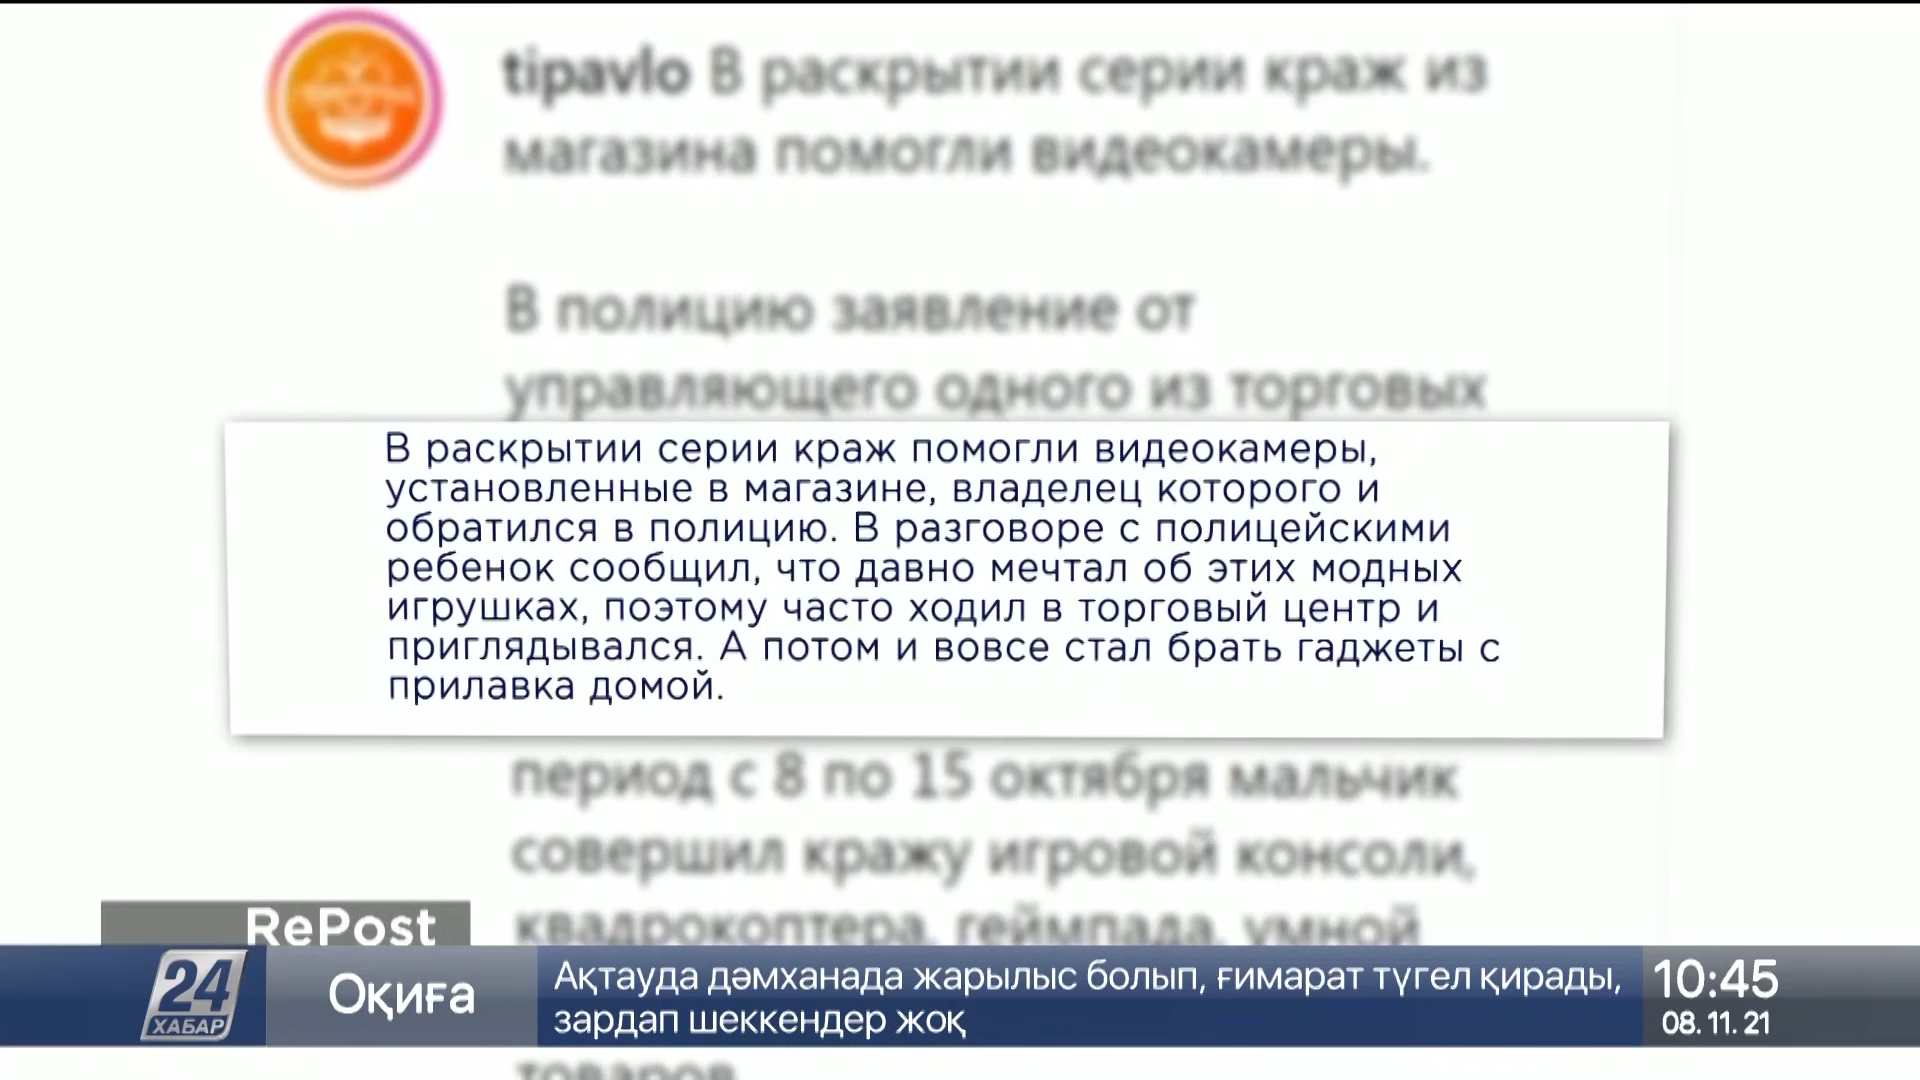 tipavlo В раскрытии серии краж из
магазина помогли видеокамеры.
В полицию заявление от
управляющего одного из торговых
В раскрытии серии краж помогли видеокамеры,
установленные в магазине, владелец которого и
обратился в полицию. В разговоре с полицейскими
ребенок сообщил, что давно мечтал об этих модных
игрушках, поэтому часто ходил в торговый центр и
приглядывался. А потом и вовсе стал брать гаджеты с
прилавка домой.
период с 8 по 15 октября мальчик
совершил кражу игровой консоли,
квадрокоптера, геймпада, умной
RePost
24
ХАБАР
Оқиға
Ақтауда дәмханада жарылыс болып, ғимарат түгел қирады,
зардап шеккендер жоқ
10:45
08. 11. 21
товаров